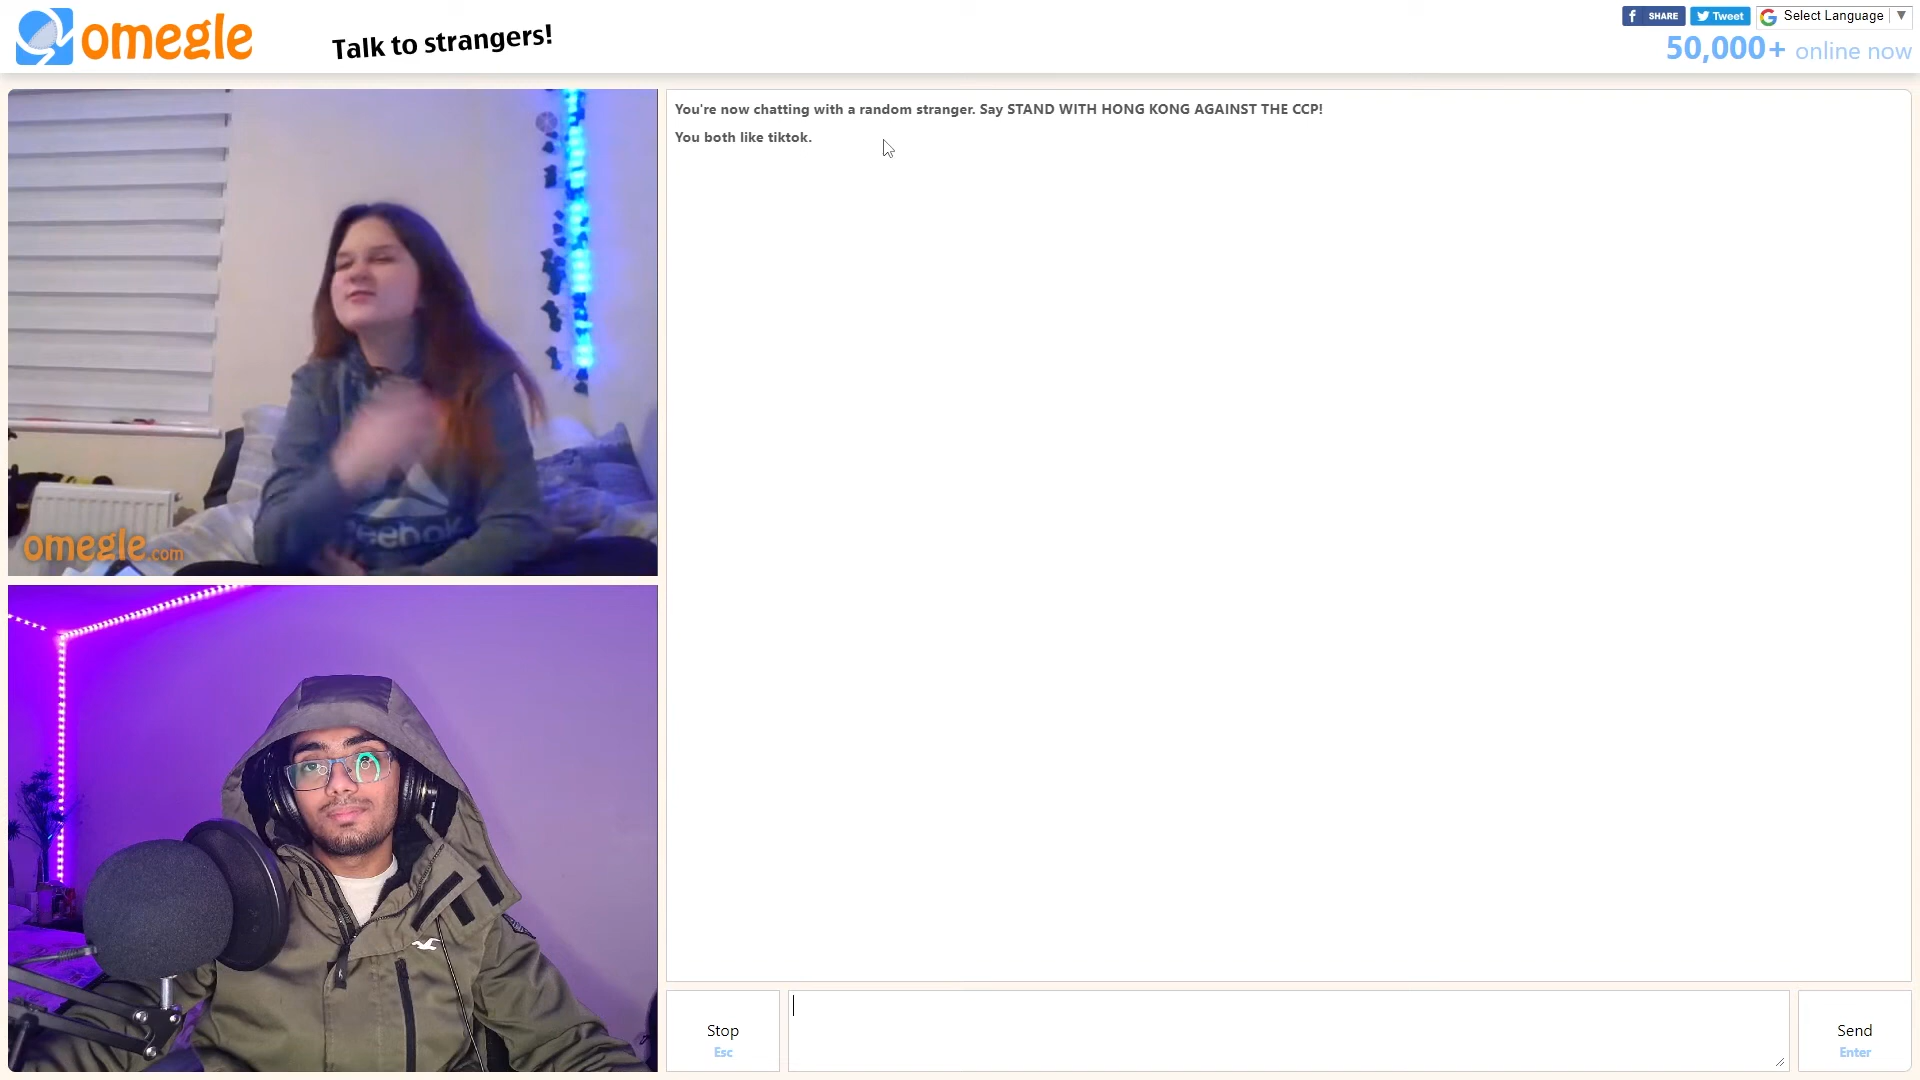 omegle
Talk to strangers!
SHARE
Tweet
Select Language
50,000+ online now
You're now chatting with a random stranger. Say STAND WITH HONG KONG AGAINST THE CCP!
You both like tiktok.
Reebok
omegle.com
Stop
Esc
Send
Enter